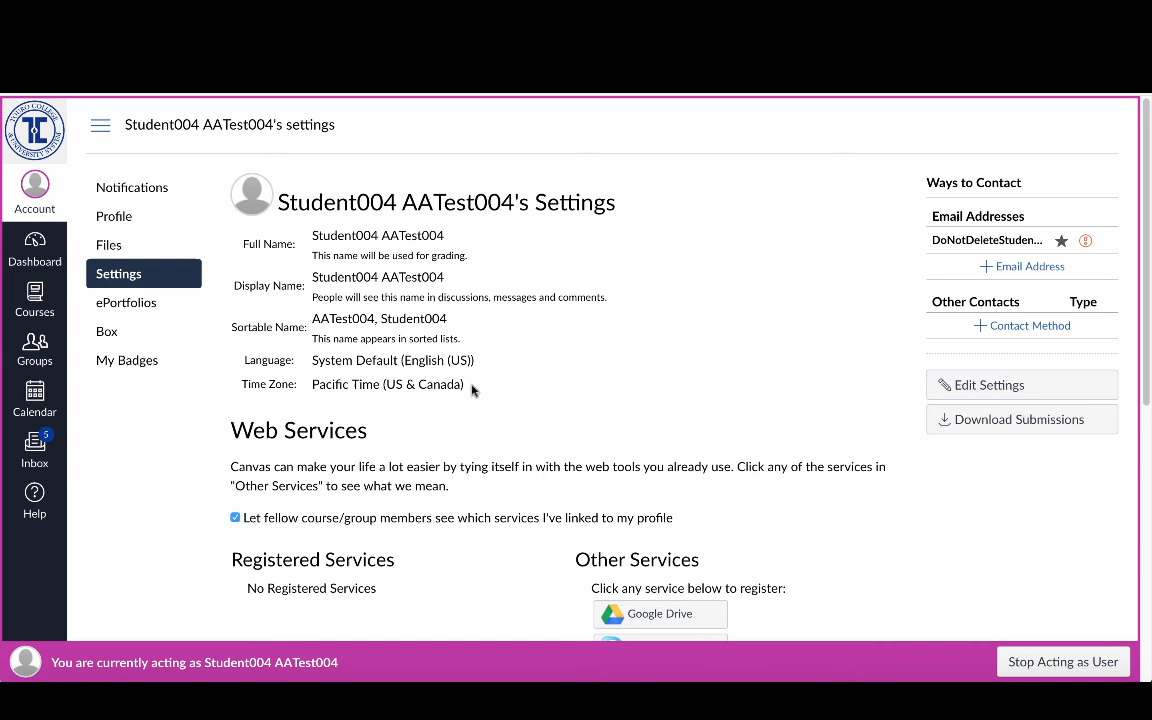 Student004 AATest004's settings
Account
Dashboard
Courses
Groups
Calendar
5
Inbox
Help
Notifications
Profile
Files
Settings
ePortfolios
Box
My Badges
Student004 AATest004's Settings
Full Name: Student004 AATest004
This name will be used for grading.
Display Name: Student004 AATest004
People will see this name in discussions, messages and comments.
Sortable Name: AATest004, Student004
This name appears in sorted lists.
Language: System Default (English (US))
Time Zone: Pacific Time (US & Canada)
Web Services
Canvas can make your life a lot easier by tying itself in with the web tools you already use. Click any of the services in
"Other Services" to see what we mean.
Let fellow course/group members see which services I've linked to my profile
Registered Services
No Registered Services
Other Services
Click any service below to register:
Google Drive
Ways to Contact
Email Addresses
DoNotDeleteStuden...
Email Address
Other Contacts Type
Contact Method
Edit Settings
Download Submissions
You are currently acting as Student004 AATest004
Stop Acting as User